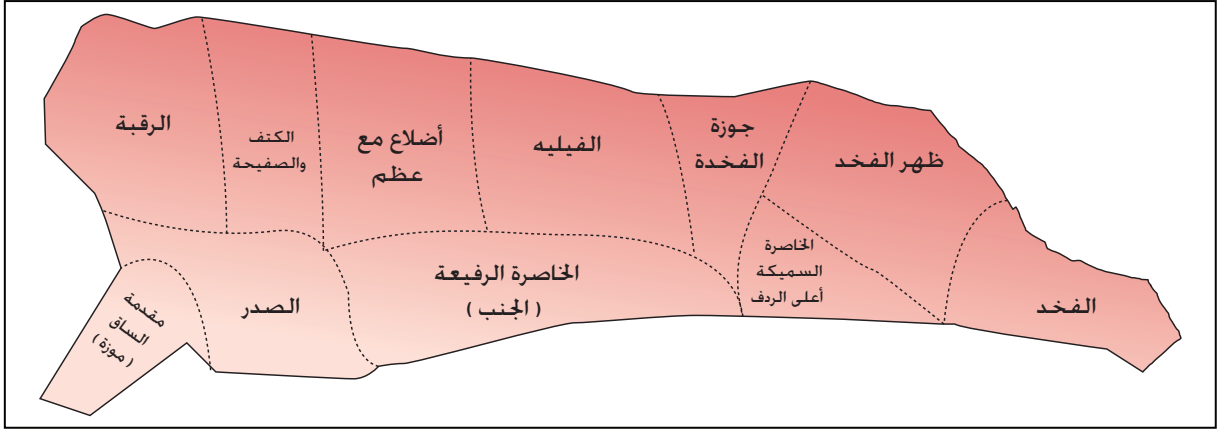 الرقبة
الكتف
والصفيحة
أضلاع مع
عظم
الفيليه
جوزة
الفخدة
ظهر الفخد
مقدمة
الساق
(موزة)
الصدر
الخاصرة الرفيعة
(الجنب)
الخاصرة
السميكة
أعلى الردف
الفخد